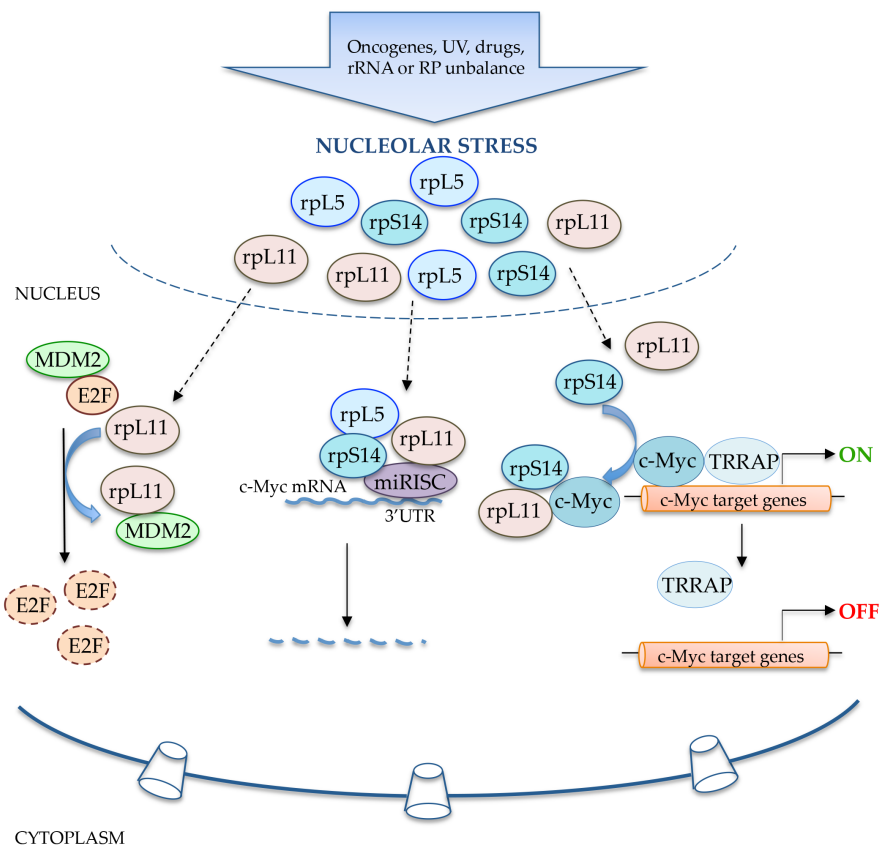 Oncogenes, UV, drugs,
rRNA or RP unbalance
NUCLEOLAR STRESS
rpL5
rpL5
rpS14
rpS14
rpL11
rpL11
rpL11
rpL5
rpS14
NUCLEUS
rpL11
MDM2
E2F
rpS14
rpL11
rpL5
rpL11
rpS14
c-Myc
TRRAP
ON
rpS14
rpL11
miRISC
c-Myc mRNA
c-Myc
c-Myc target genes
rpL11
3'UTR
MDM2
TRRAP
E2F
E2F
OFF
E2F
c-Myc target genes
CYTOPLASM